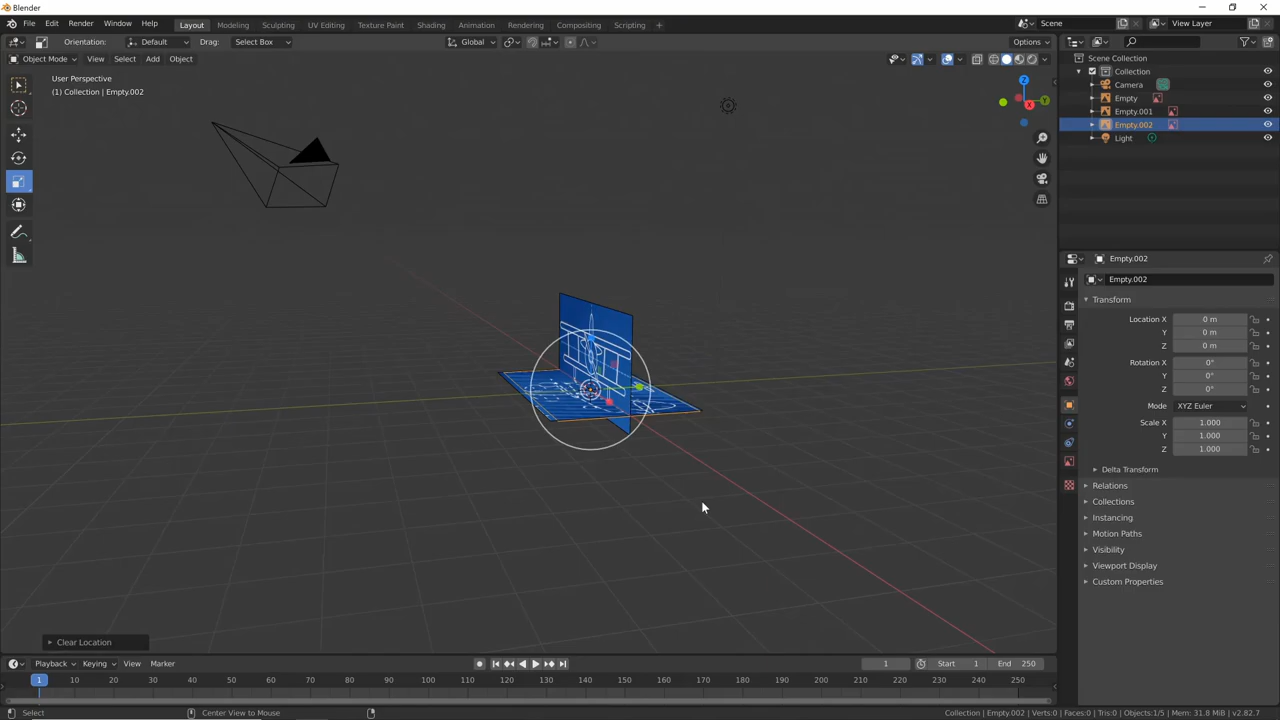 Blender
File Edit Render Window Help Layout Modeling Sculpting UV Editing Texture Paint Shading Animation Rendering Compositing Scripting + Scene View Layer
Orientation: Default Drag: Select Box Global Options
Object Mode View Select Add Object
User Perspective
(1) Collection | Empty.002
Z
Y
X
Scene Collection
Collection
Camera
Empty
Empty.001
Empty.002
Light
Empty.002
Empty.002
Transform
Location X 0 m
Y 0 m
Z 0 m
Rotation X 0°
Y 0°
Z 0°
Mode XYZ Euler
Scale X 1.000
Y 1.000
Z 1.000
Delta Transform
Relations
Collections
Instancing
Motion Paths
Visibility
Viewport Display
Custom Properties
Clear Location
Playback Keying View Marker 1 Start 1 End 250
1 10 20 30 40 50 60 70 80 90 100 110 120 130 140 150 160 170 180 190 200 210 220 230 240 250
Select Center View to Mouse Collection | Empty.002 | Verts:0 | Faces:0 | Tris:0 | Objects:1/5 | Mem: 31.8 MiB | v2.82.7